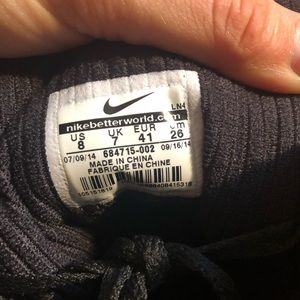 nikebetterworld.com
LN4
US UK EUR cm
8 7 41 26
07/09/14 684715-002 09/16/14
MADE IN CHINA
FABRIQUE EN CHINE